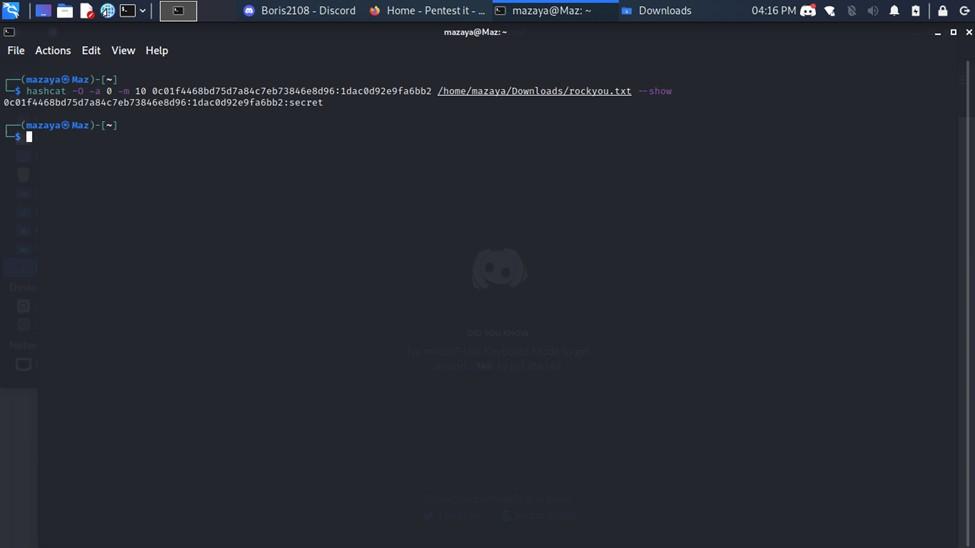 Boris2108 - Discord
Home - Pentest it - ...
mazaya@Maz: ~
Downloads
04:16 PM
mazaya@Maz: ~
File Actions Edit View Help
┌──(mazaya㉿Maz)-[~]
└─$ hashcat -O -a 0 -m 10 0c01f4468bd75d7a84c7eb73846e8d96:1dac0d92e9fa6bb2 /home/mazaya/Downloads/rockyou.txt --show
0c01f4468bd75d7a84c7eb73846e8d96:1dac0d92e9fa6bb2:secret
┌──(mazaya㉿Maz)-[~]
└─$
DID YOU KNOW